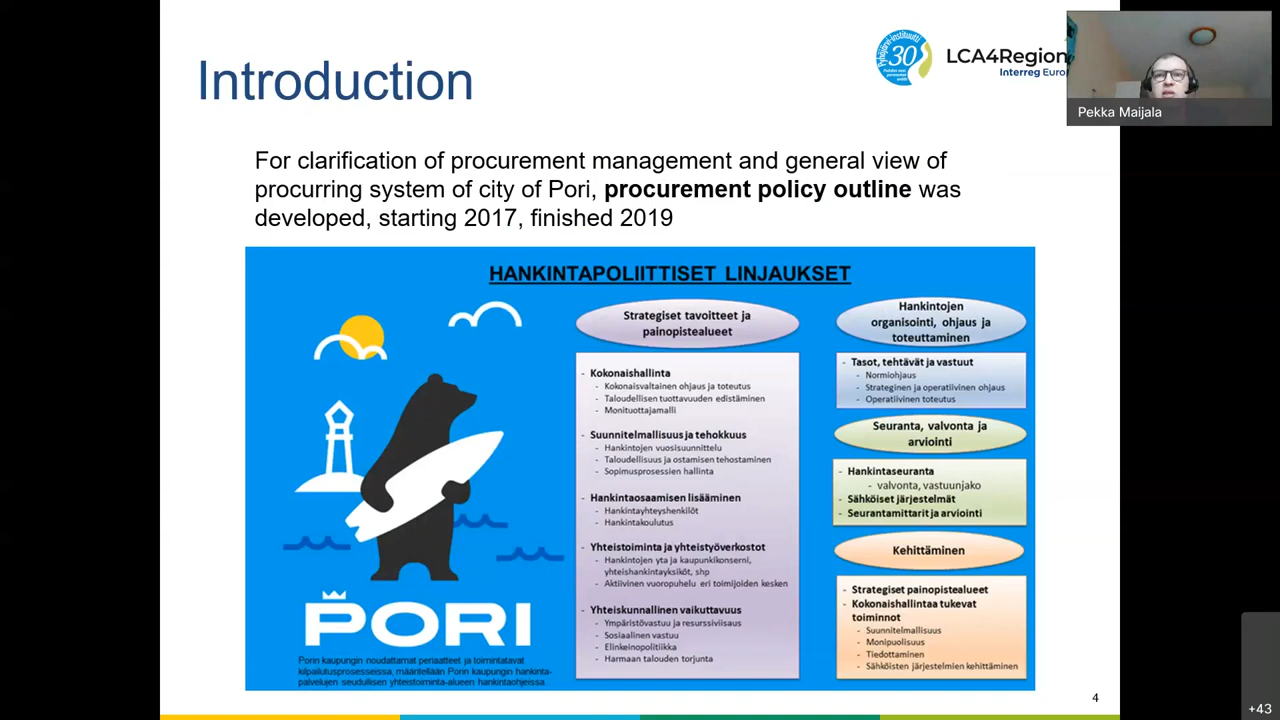 Introduction
Pyhäjärvi-instituutti
30
LCA4Region
Interreg Euro
Pekka Maijala
For clarification of procurement management and general view of
procurring system of city of Pori, procurement policy outline was
developed, starting 2017, finished 2019
HANKINTAPOLIITTISET LINJAUKSET
Strategiset tavoitteet ja
painopistealueet
- Kokonaishallinta
- Kokonaisvaltainen ohjaus ja toteutus
- Taloudellisen tuottavuuden edistäminen
- Monituottajamalli
- Suunnitelmallisuus ja tehokkuus
- Hankintojen vuosisuunnittelu
- Taloudellisuus ja ostamisen tehostaminen
- Sopimusprosessien hallinta
- Hankintaosaamisen lisääminen
- Hankintayhteyshenkilöt
- Hankintakoulutus
- Yhteistoiminta ja yhteistyöverkostot
- Hankintojen yta ja kaupunkikonserni,
yhteishankintayksiköt, shp
- Aktiivinen vuoropuhelu eri toimijoiden kesken
- Yhteiskunnallinen vaikuttavuus
- Ympäristövastuu ja resurssiviisaus
- Sosiaalinen vastuu
- Elinkeinopolitiikka
- Harmaan talouden torjunta
Hankintojen
organisointi, ohjaus ja
toteuttaminen
- Tasot, tehtävät ja vastuut
- Normiohjaus
- Strateginen ja operatiivinen ohjaus
- Operatiivinen toteutus
Seuranta, valvonta ja
arviointi
- Hankintaseuranta
- valvonta, vastuunjako
- Sähköiset järjestelmät
- Seurantamittarit ja arviointi
Kehittäminen
- Strategiset painopistealueet
- Kokonaishallintaa tukevat
toiminnot
- Suunnitelmallisuus
- Monipuolisuus
- Tiedottaminen
- Sähköisten järjestelmien kehittäminen
PORI
Porin kaupungin noudattamat periaatteet ja toimintatavat
kilpailutusprosesseissa, määritellään Porin kaupungin hankinta-
palvelujen seudullisen yhteistoiminta-alueen hankintaohjeissa
4
+43